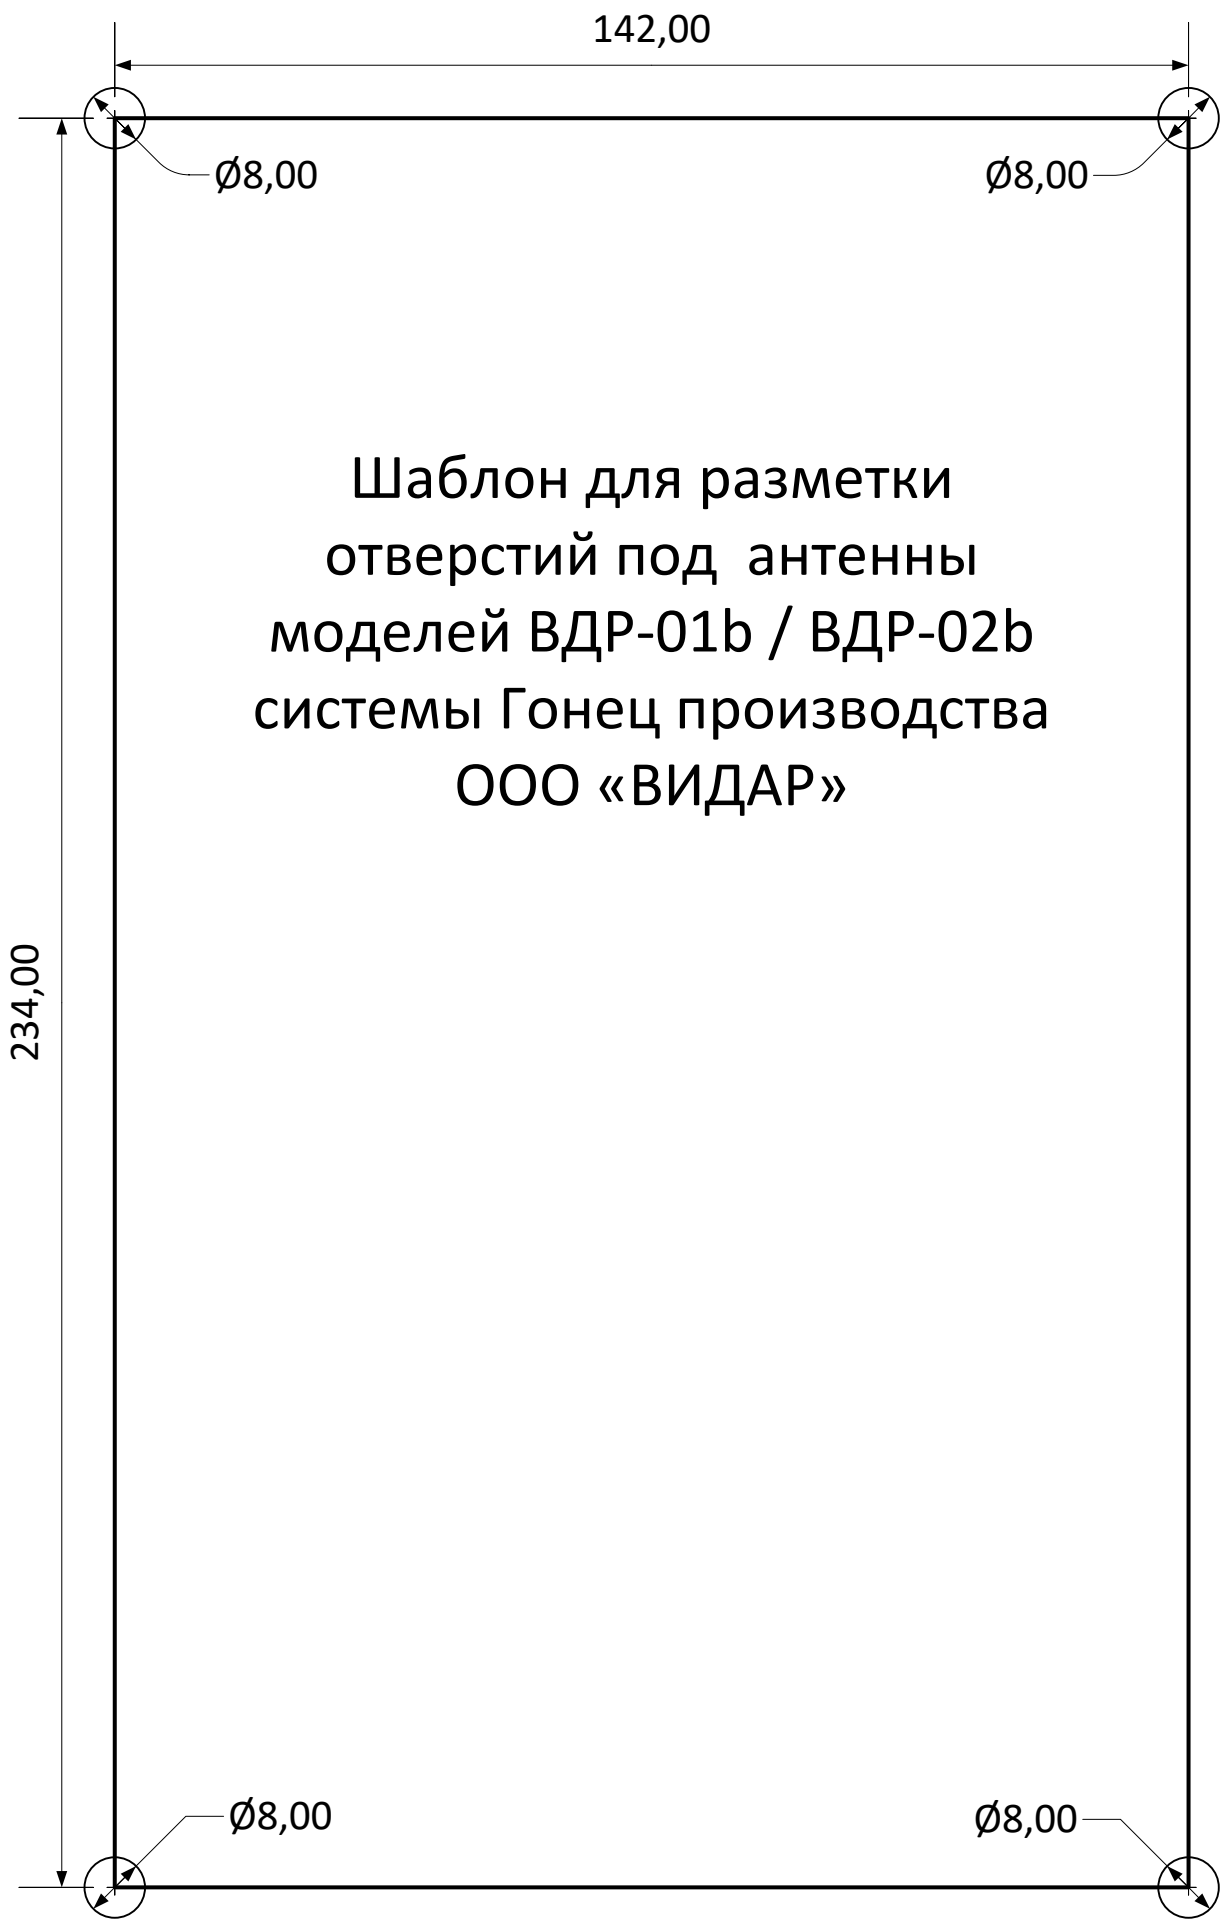 142,00
Ø8,00 Ø8,00
Шаблон для разметки
отверстий под антенны
моделей ВДР-01b / ВДР-02b
системы Гонец производства
ООО «ВИДАР»
234,00
Ø8,00 Ø8,00